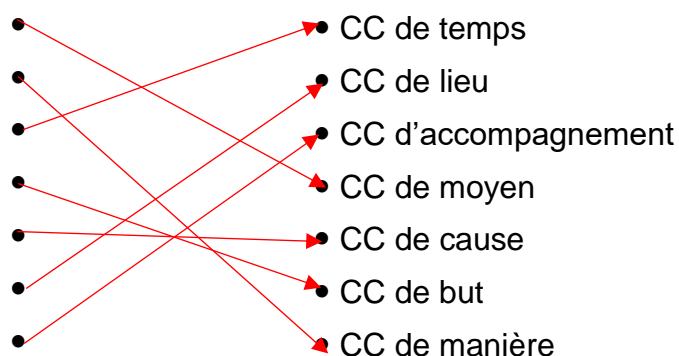 CC de temps
CC de lieu
CC d’accompagnement
CC de moyen
CC de cause
CC de but
CC de manière